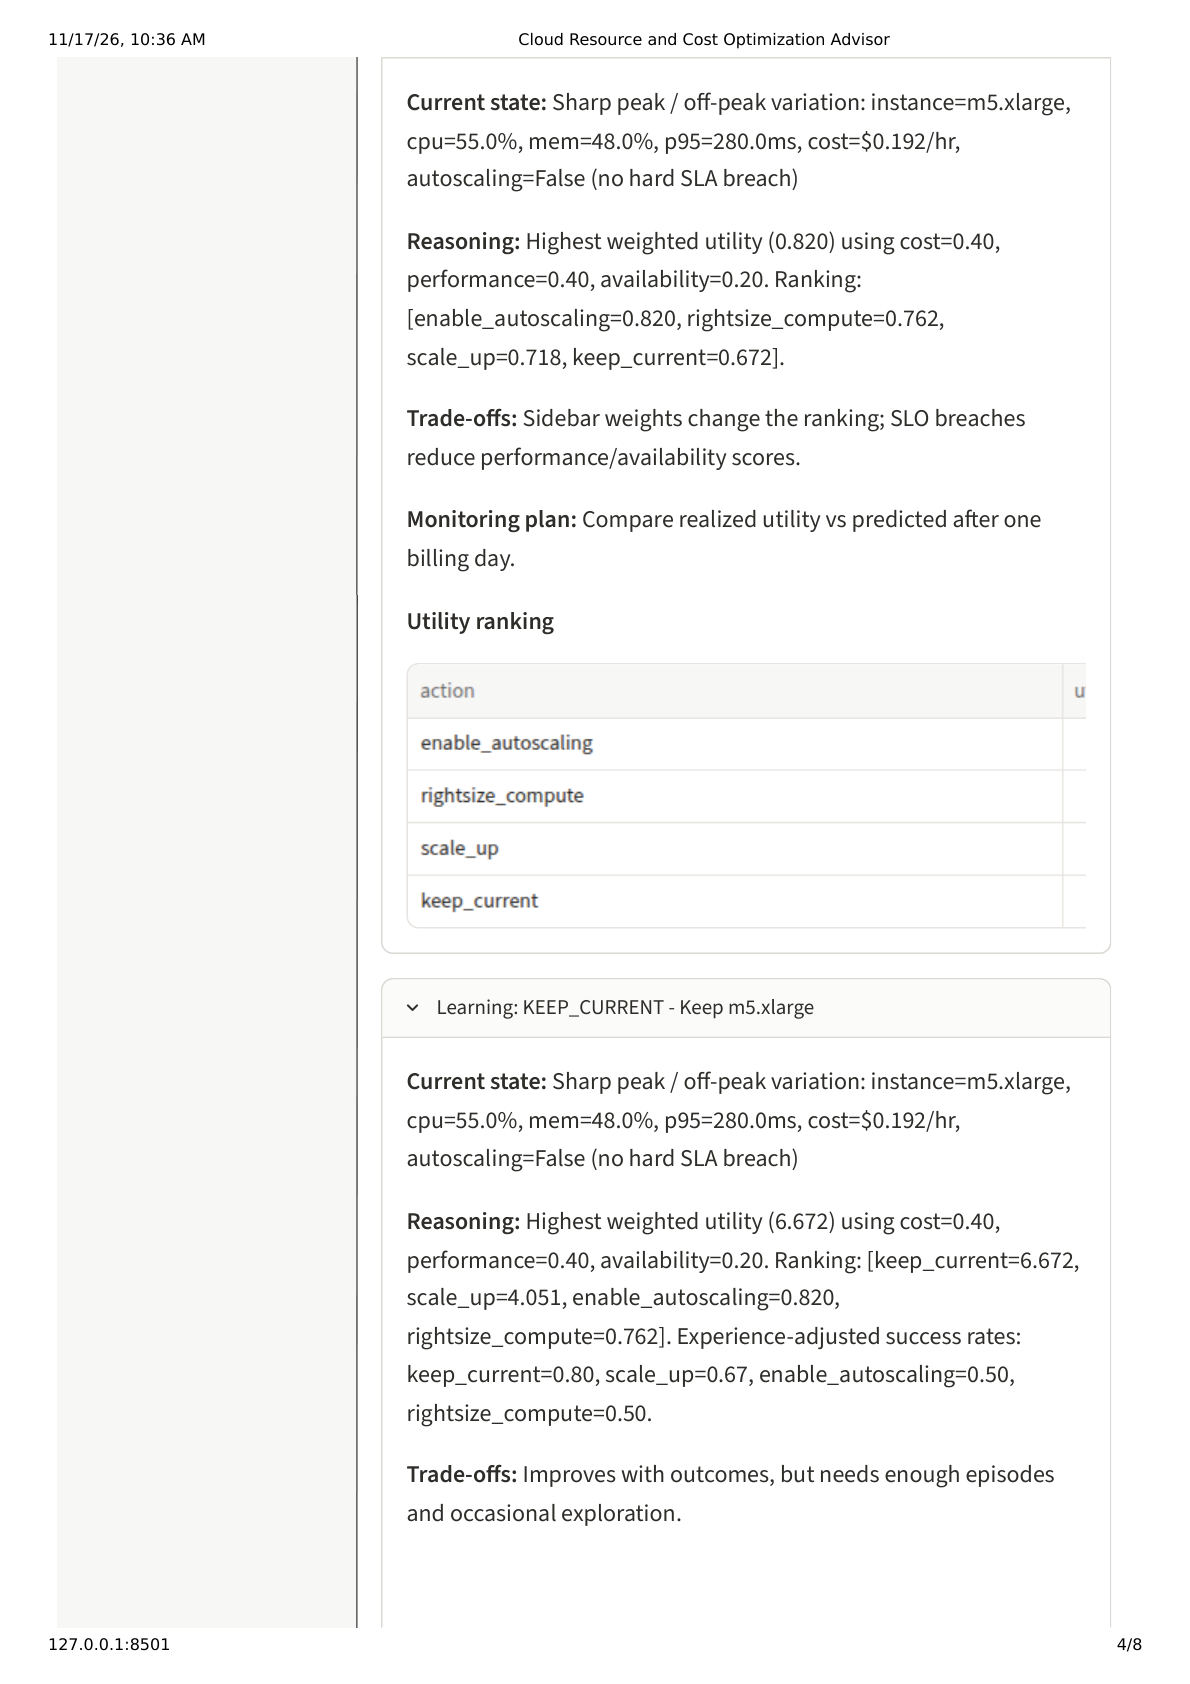 11/17/26, 10:36 AM
Cloud Resource and Cost Optimization Advisor
Current state: Sharp peak / off-peak variation: instance=m5.xlarge,
cpu=55.0%, mem=48.0%, p95=280.0ms, cost=$0.192/hr,
autoscaling=False (no hard SLA breach)
Reasoning: Highest weighted utility (0.820) using cost=0.40,
performance=0.40, availability=0.20. Ranking:
[enable_autoscaling=0.820, rightsize_compute=0.762,
scale_up=0.718, keep_current=0.672].
Trade-offs: Sidebar weights change the ranking; SLO breaches
reduce performance/availability scores.
Monitoring plan: Compare realized utility vs predicted after one
billing day.
Utility ranking
action
enable_autoscaling
rightsize_compute
scale_up
keep_current
Learning: KEEP_CURRENT - Keep m5.xlarge
Current state: Sharp peak / off-peak variation: instance=m5.xlarge,
cpu=55.0%, mem=48.0%, p95=280.0ms, cost=$0.192/hr,
autoscaling=False (no hard SLA breach)
Reasoning: Highest weighted utility (6.672) using cost=0.40,
performance=0.40, availability=0.20. Ranking: [keep_current=6.672,
scale_up=4.051, enable_autoscaling=0.820,
rightsize_compute=0.762]. Experience-adjusted success rates:
keep_current=0.80, scale_up=0.67, enable_autoscaling=0.50,
rightsize_compute=0.50.
Trade-offs: Improves with outcomes, but needs enough episodes
and occasional exploration.
127.0.0.1:8501
4/8